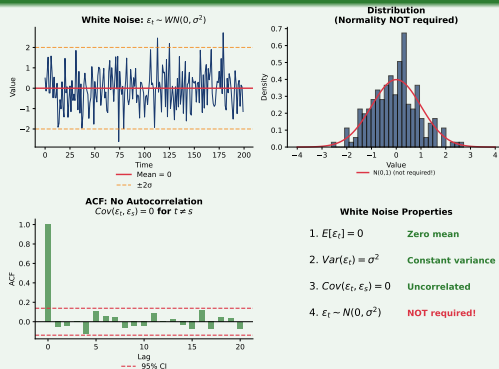 White Noise: εₜ ~ WN(0, σ²)
Value
2
1
0
−1
−2
0 25 50 75 100 125 150 175 200
Time
Mean = 0
±2σ
Distribution
(Normality NOT required)
Density
0.7
0.6
0.5
0.4
0.3
0.2
0.1
0.0
−4 −3 −2 −1 0 1 2 3 4
Value
N(0,1) (not required!)
ACF: No Autocorrelation
Cov(εₜ, εₛ) = 0 for t ≠ s
ACF
1.0
0.8
0.6
0.4
0.2
0.0
0 5 10 15 20
Lag
95% CI
White Noise Properties
1. E[εₜ] = 0 Zero mean
2. Var(εₜ) = σ² Constant variance
3. Cov(εₜ, εₛ) = 0 Uncorrelated
4. εₜ ~ N(0, σ²) NOT required!